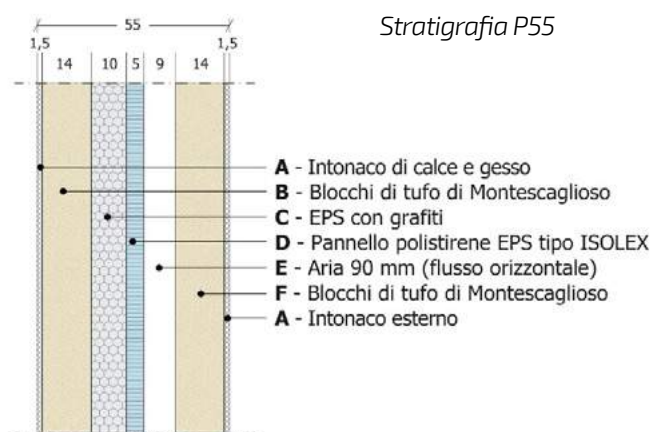 Stratigrafia P55
55
1,5 1,5
14 10 5 9 14
A - Intonaco di calce e gesso
B - Blocchi di tufo di Montescaglioso
C - EPS con grafiti
D - Pannello polistirene EPS tipo ISOLEX
E - Aria 90 mm (flusso orizzontale)
F - Blocchi di tufo di Montescaglioso
A - Intonaco esterno